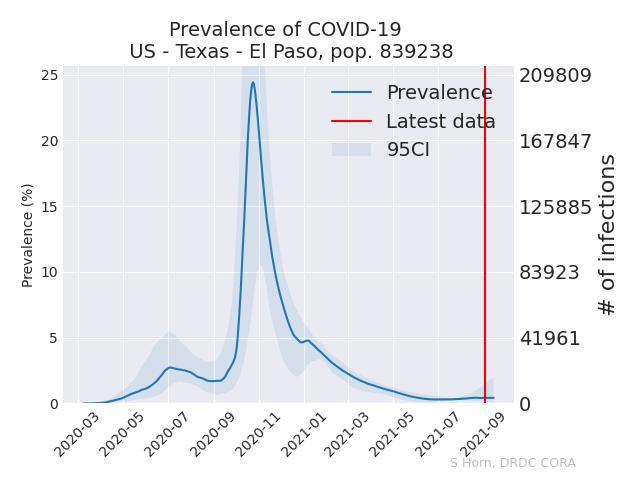 Prevalence of COVID-19
US - Texas - El Paso, pop. 839238
Prevalence (%)
25
20
15
10
5
0
209809
167847
125885
83923
41961
0
# of infections
Prevalence
Latest data
95CI
2020-03
2020-05
2020-07
2020-09
2020-11
2021-01
2021-03
2021-05
2021-07
2021-09
S Horn, DRDC CORA